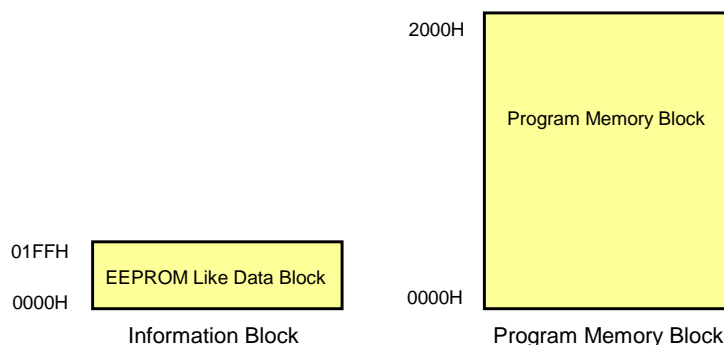 2000H
Program Memory Block
01FFH
EEPROM Like Data Block
0000H
0000H
Information Block
Program Memory Block